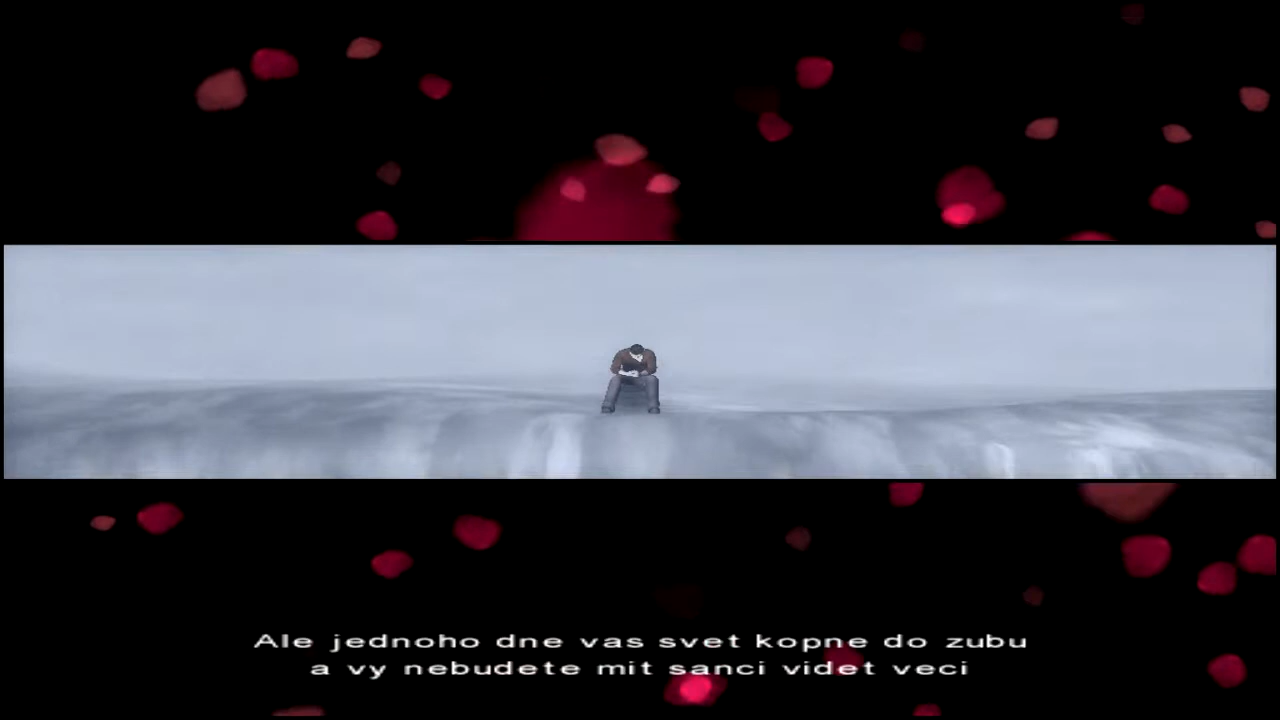 Ale jednoho dne vas svet kopne do zubu
a vy nebudete mit sanci videt veci